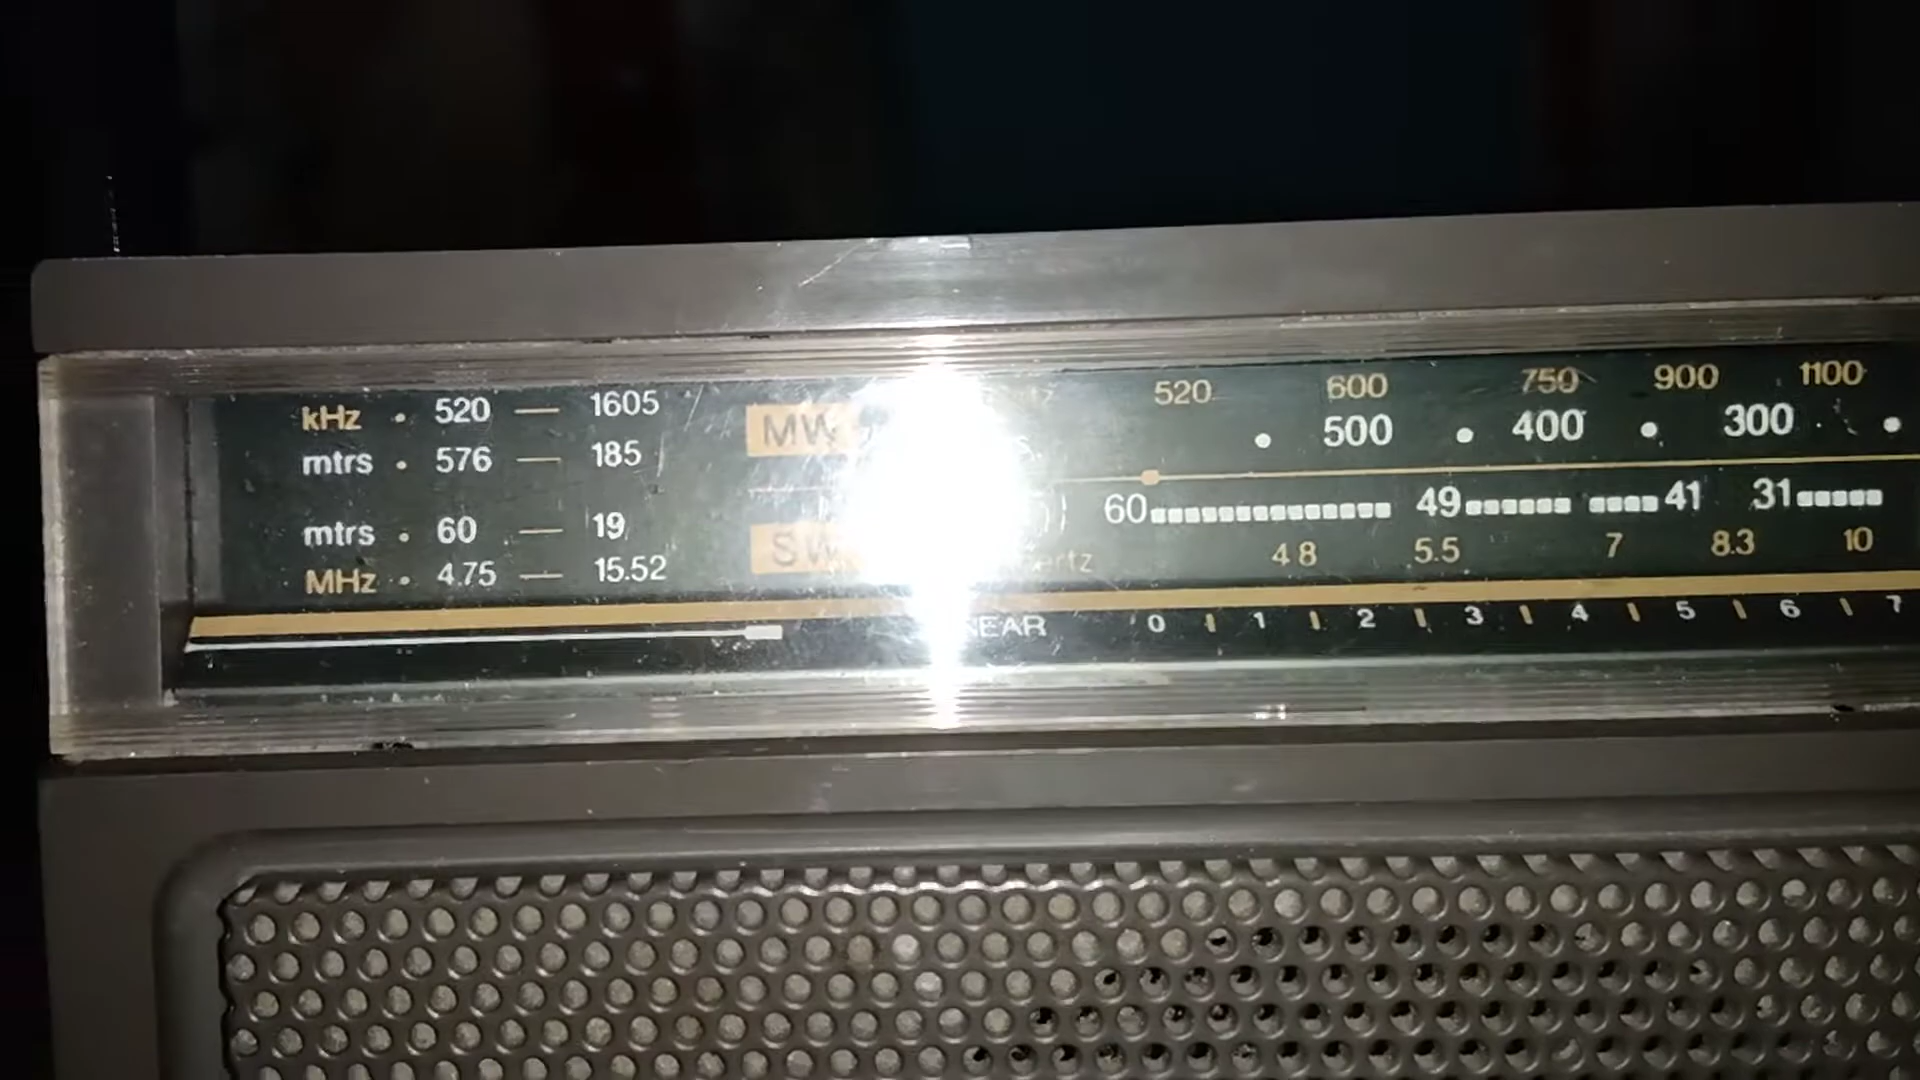 kHz • 520 — 1605
mtrs • 576 — 185
mtrs • 60 — 19
MHz • 4.75 — 15.52
MW
SW
520 600 750 900 1100
• 500 • 400 • 300 •
60 49 41 31
4 8 5.5 7 8.3 10
0 1 2 3 4 5 6 7